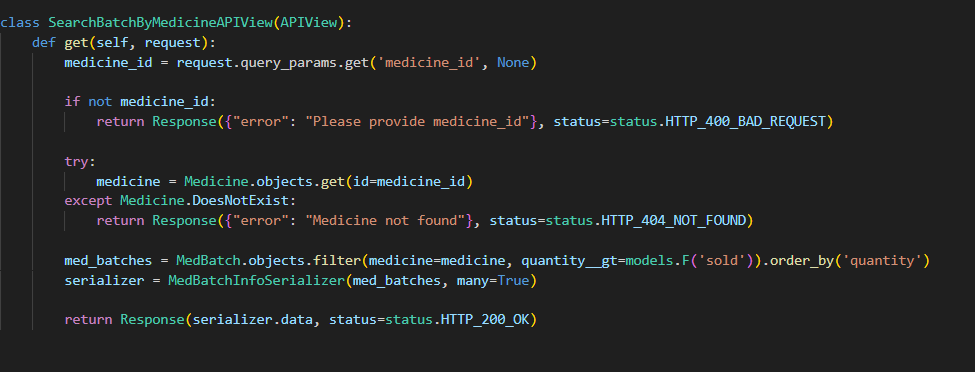 class SearchBatchByMedicineAPIView(APIView):
    def get(self, request):
        medicine_id = request.query_params.get('medicine_id', None)
        if not medicine_id:
            return Response({"error": "Please provide medicine_id"}, status=status.HTTP_400_BAD_REQUEST)
        try:
            medicine = Medicine.objects.get(id=medicine_id)
        except Medicine.DoesNotExist:
            return Response({"error": "Medicine not found"}, status=status.HTTP_404_NOT_FOUND)
        med_batches = MedBatch.objects.filter(medicine=medicine, quantity__gt=models.F('sold')).order_by('quantity')
        serializer = MedBatchInfoSerializer(med_batches, many=True)
        return Response(serializer.data, status=status.HTTP_200_OK)